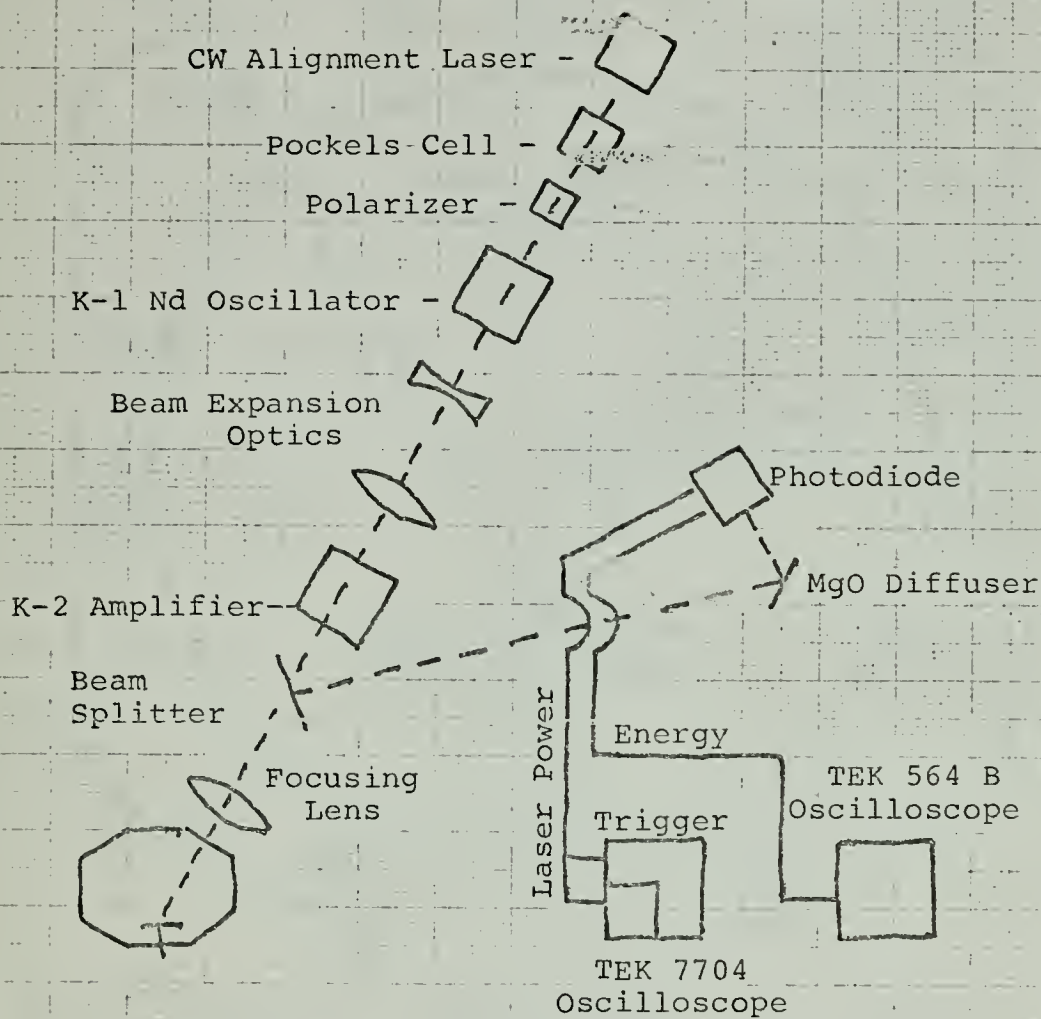 CW Alignment Laser -
Pockels Cell -
Polarizer -
K-1 Nd Oscillator -
Beam Expansion
Optics
Photodiode
MgO Diffuser
K-2 Amplifier--
Beam
Splitter
Laser Power
Energy
Focusing
Lens
TEK 564 B
Oscilloscope
Trigger
TEK 7704
Oscilloscope